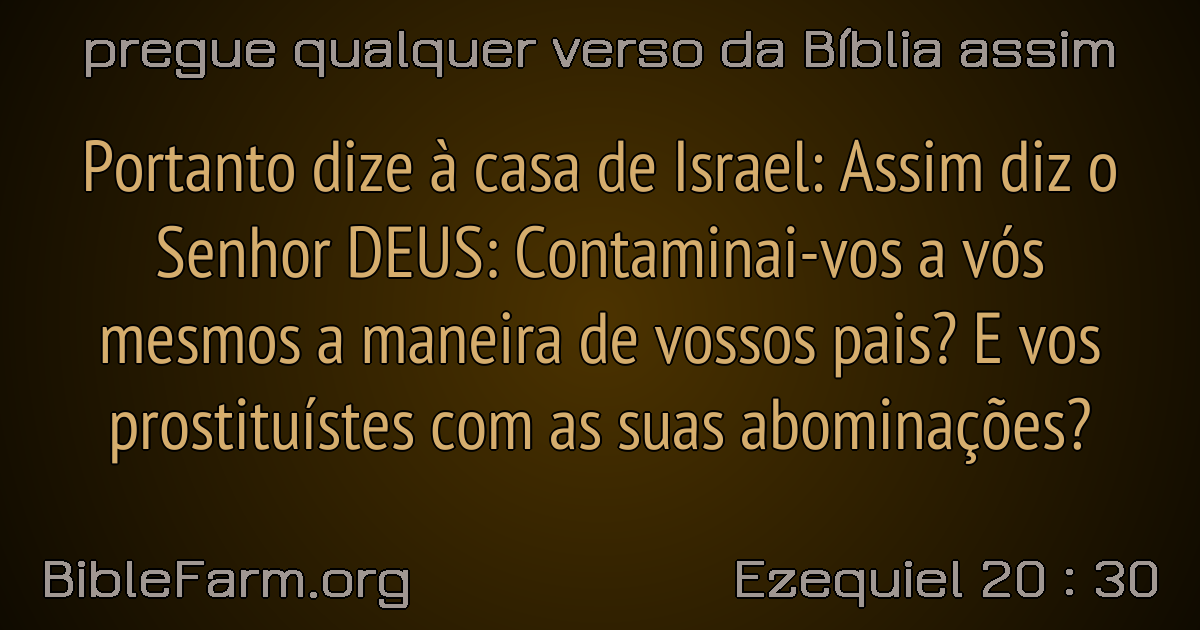 pregue qualquer verso da Bíblia assim
Portanto dize à casa de Israel: Assim diz o
Senhor DEUS: Contaminai-vos a vós
mesmos a maneira de vossos pais? E vos
prostituístes com as suas abominações?
BibleFarm.org
Ezequiel 20 : 30